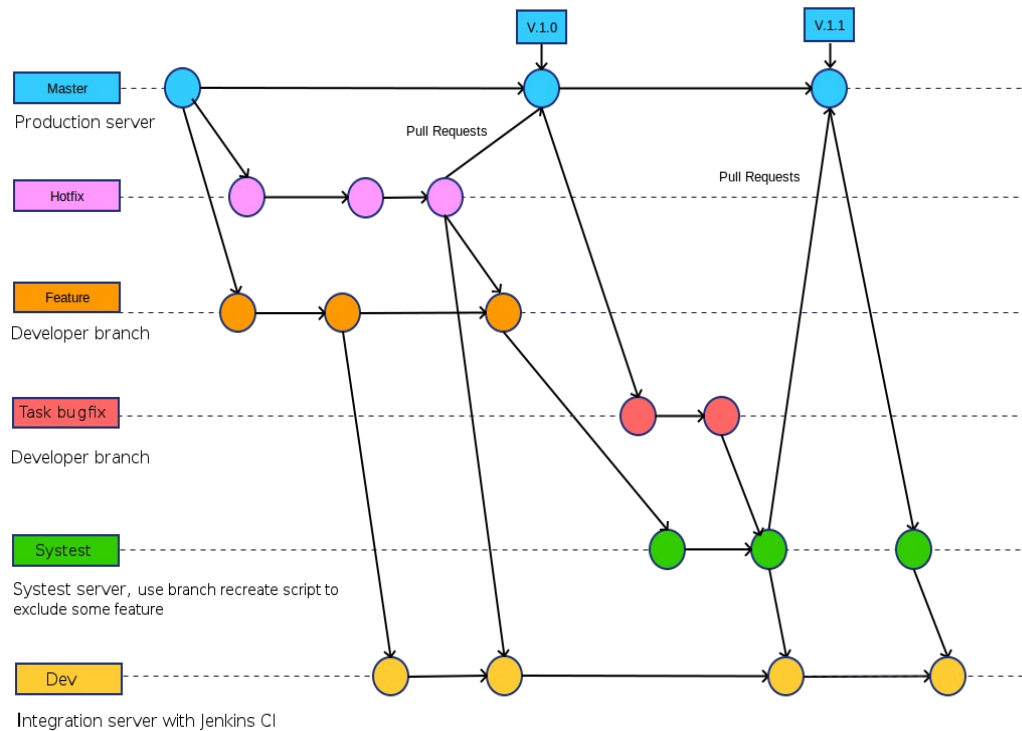 V.1.0
V.1.1
Master
Production server
Pull Requests
Pull Requests
Hotfix
Feature
Developer branch
Task bugfix
Developer branch
Systest
Systest server, use branch recreate script to
exclude some feature
Dev
Integration server with Jenkins CI